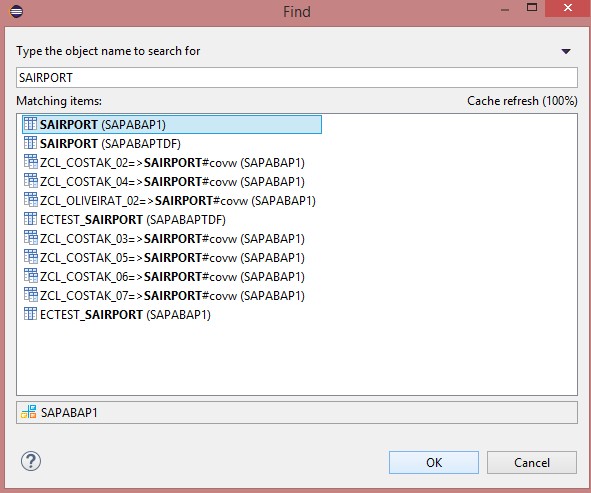 Find
Type the object name to search for
SAIRPORT
Matching items: Cache refresh (100%)
SAIRPORT (SAPABAP1)
SAIRPORT (SAPABAPTDF)
ZCL_COSTAK_02=>SAIRPORT#covw (SAPABAP1)
ZCL_COSTAK_04=>SAIRPORT#covw (SAPABAP1)
ZCL_OLIVEIRAT_02=>SAIRPORT#covw (SAPABAP1)
ECTEST_SAIRPORT (SAPABAPTDF)
ZCL_COSTAK_03=>SAIRPORT#covw (SAPABAP1)
ZCL_COSTAK_05=>SAIRPORT#covw (SAPABAP1)
ZCL_COSTAK_06=>SAIRPORT#covw (SAPABAP1)
ZCL_COSTAK_07=>SAIRPORT#covw (SAPABAP1)
ECTEST_SAIRPORT (SAPABAP1)
SAPABAP1
? OK Cancel